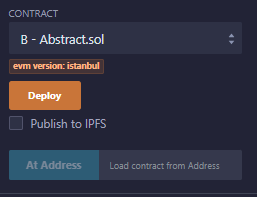 CONTRACT
B - Abstract.sol
evm version: istanbul
Deploy
Publish to IPFS
At Address
Load contract from Address